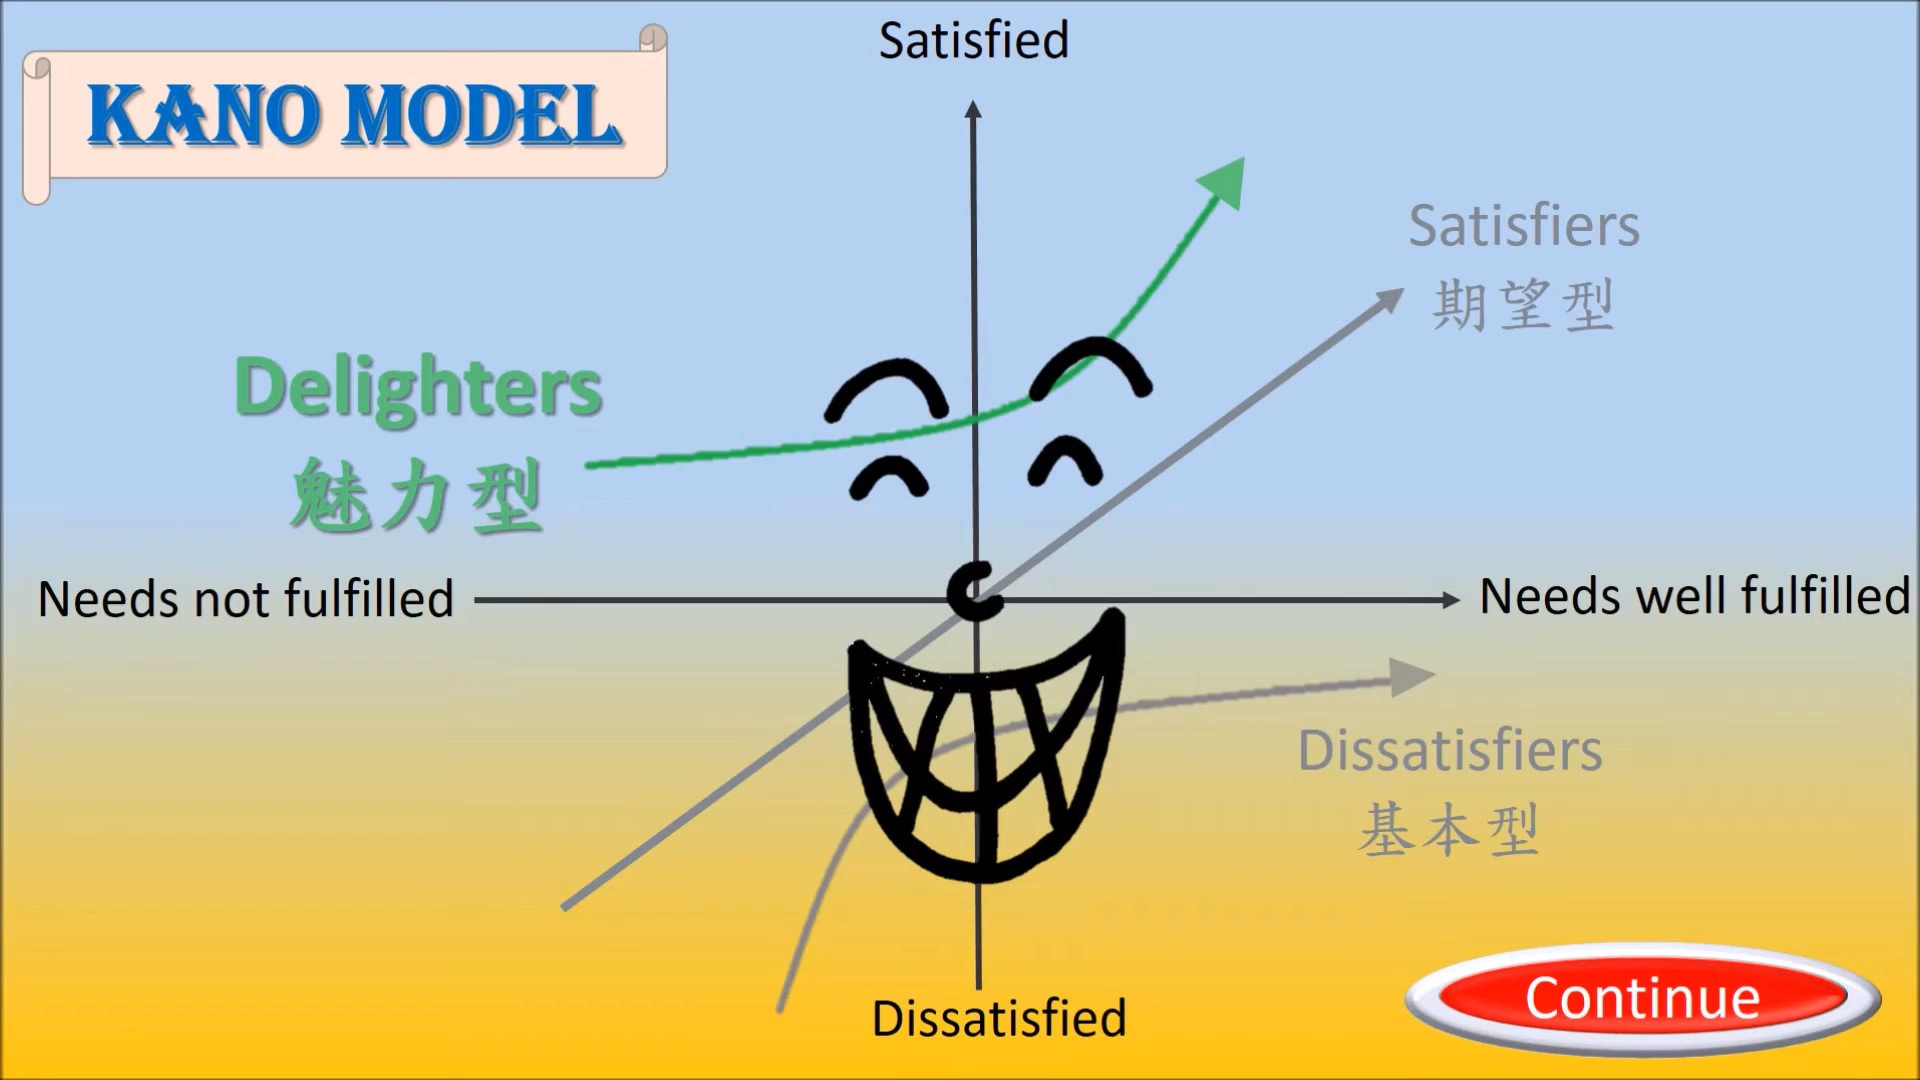 KANO MODEL
Satisfied
Satisfiers
期望型
Delighters
魅力型
Needs not fulfilled
Needs well fulfilled
Dissatisfiers
基本型
Continue
Dissatisfied